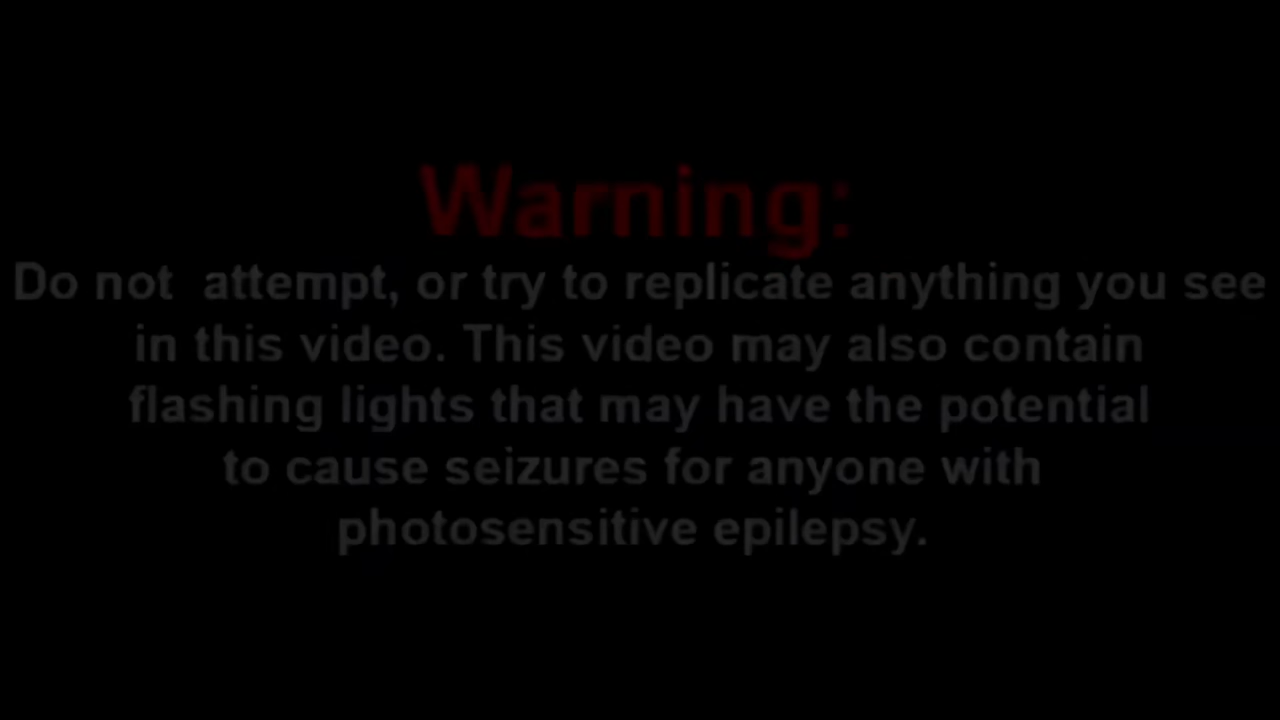 Warning:
Do not  attempt, or try to replicate anything you see
in this video. This video may also contain
flashing lights that may have the potential
to cause seizures for anyone with
photosensitive epilepsy.